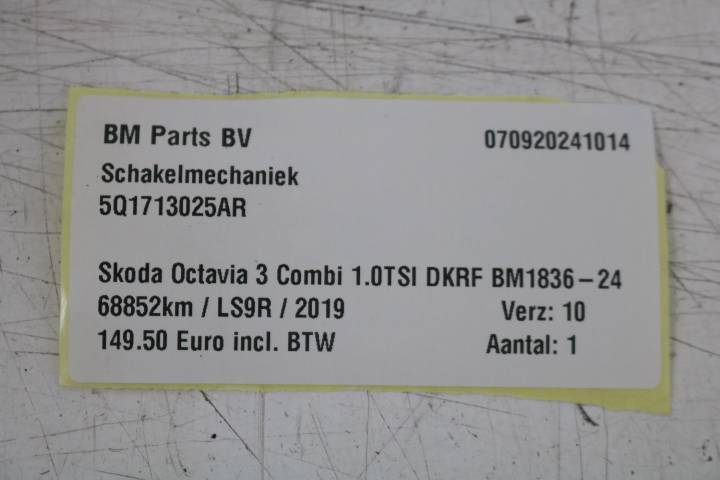 BM Parts BV 070920241014
Schakelmechaniek
5Q1713025AR
Skoda Octavia 3 Combi 1.0TSI DKRF BM1836-24
68852km / LS9R / 2019 Verz: 10
149.50 Euro incl. BTW Aantal: 1